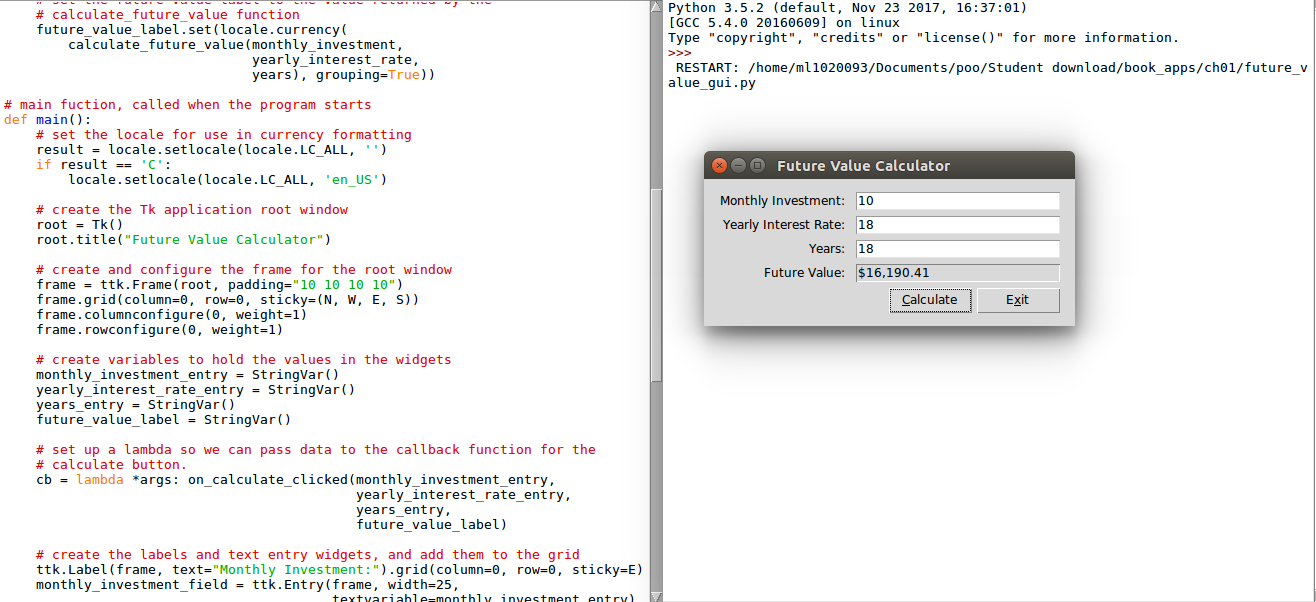 # set the future value label to the value returned by the
    # calculate_future_value function
    future_value_label.set(locale.currency(
        calculate_future_value(monthly_investment,
                               yearly_interest_rate,
                               years), grouping=True))

# main fuction, called when the program starts
def main():
    # set the locale for use in currency formatting
    result = locale.setlocale(locale.LC_ALL, '')
    if result == 'C':
        locale.setlocale(locale.LC_ALL, 'en_US')

    # create the Tk application root window
    root = Tk()
    root.title("Future Value Calculator")

    # create and configure the frame for the root window
    frame = ttk.Frame(root, padding="10 10 10 10")
    frame.grid(column=0, row=0, sticky=(N, W, E, S))
    frame.columnconfigure(0, weight=1)
    frame.rowconfigure(0, weight=1)

    # create variables to hold the values in the widgets
    monthly_investment_entry = StringVar()
    yearly_interest_rate_entry = StringVar()
    years_entry = StringVar()
    future_value_label = StringVar()

    # set up a lambda so we can pass data to the callback function for the
    # calculate button.
    cb = lambda *args: on_calculate_clicked(monthly_investment_entry,
                                            yearly_interest_rate_entry,
                                            years_entry,
                                            future_value_label)

    # create the labels and text entry widgets, and add them to the grid
    ttk.Label(frame, text="Monthly Investment:").grid(column=0, row=0, sticky=E)
    monthly_investment_field = ttk.Entry(frame, width=25,
                                         textvariable=monthly_investment_entry)
Python 3.5.2 (default, Nov 23 2017, 16:37:01)
[GCC 5.4.0 20160609] on linux
Type "copyright", "credits" or "license()" for more information.
>>>
 RESTART: /home/ml1020093/Documents/poo/Student download/book_apps/ch01/future_v
alue_gui.py
Future Value Calculator
Monthly Investment: 10
Yearly Interest Rate: 18
Years: 18
Future Value: $16,190.41
Calculate Exit